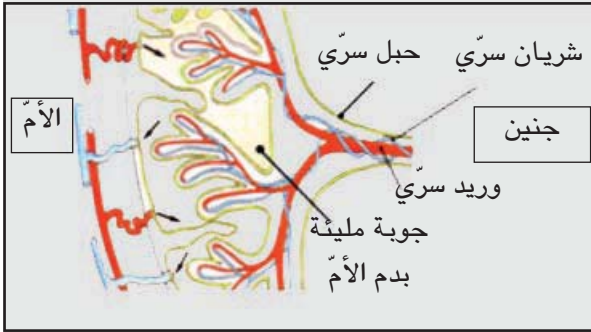 شريان سرّي
حبل سرّي
جنين
الأمّ
وريد سرّي
جوبة مليئة
بدم الأمّ